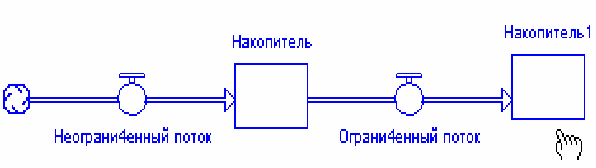 Накопитель
Накопитель1
Неограни4енный поток
Ограни4енный поток